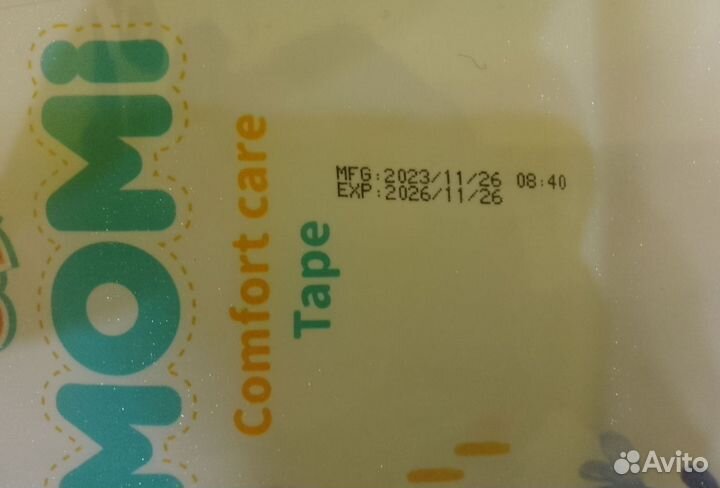 MOMi
Comfort care
Tape
MFG:2023/11/26 08:40
EXP:2026/11/26
Avito